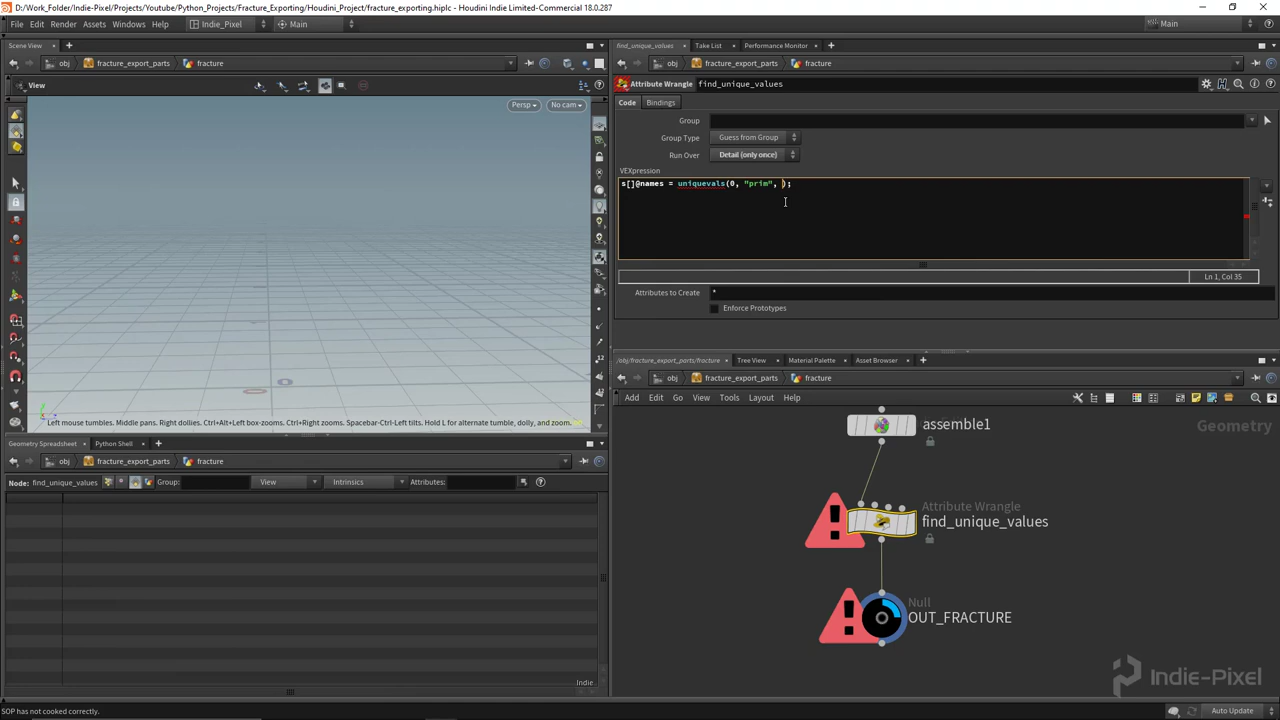 D:/Work_Folder/Indie-Pixel/Projects/Youtube/Python_Projects/Fracture_Exporting/Houdini_Project/fracture_exporting.hiplc - Houdini Indie Limited-Commercial 18.0.287
File Edit Render Assets Windows Help Indie_Pixel Main Main
Scene View
obj fracture_export_parts fracture
View
Persp No cam
Left mouse tumbles. Middle pans. Right dollies. Ctrl+Alt+Left box-zooms. Ctrl+Right zooms. Spacebar-Ctrl-Left tilts. Hold L for alternate tumble, dolly, and zoom.
Indie
Geometry Spreadsheet Python Shell
obj fracture_export_parts fracture
Node: find_unique_values Group: View Intrinsics Attributes:
Indie
SOP has not cooked correctly.
find_unique_values Take List Performance Monitor
obj fracture_export_parts fracture
Attribute Wrangle find_unique_values
Code Bindings
Group
Group Type Guess from Group
Run Over Detail (only once)
VEXpression
s[]@names = uniquevals(0, "prim", );
Ln 1, Col 35
Attributes to Create *
Enforce Prototypes
/obj/fracture_export_parts/fracture Tree View Material Palette Asset Browser
obj fracture_export_parts fracture
Add Edit Go View Tools Layout Help
Geometry
assemble1
Attribute Wrangle
find_unique_values
Null
OUT_FRACTURE
Indie-Pixel
Auto Update